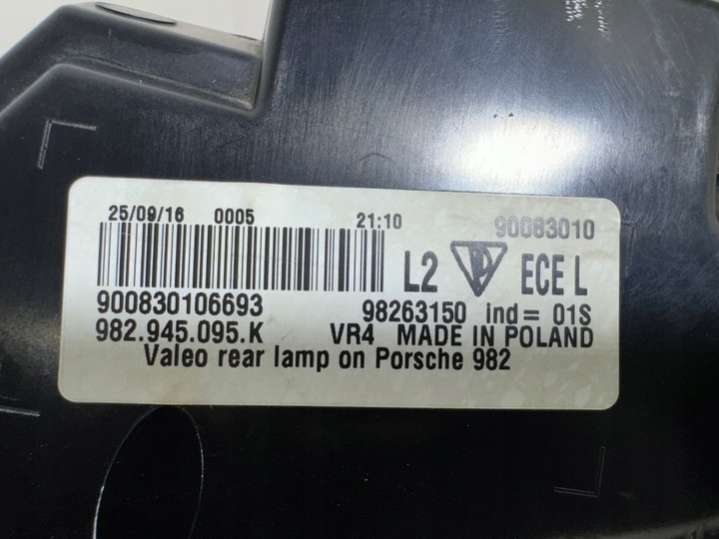 25/09/16 0005 21:10 90083010
L2 ECE L
900830106693 98263150 ind= 01S
982.945.095.K VR4 MADE IN POLAND
Valeo rear lamp on Porsche 982